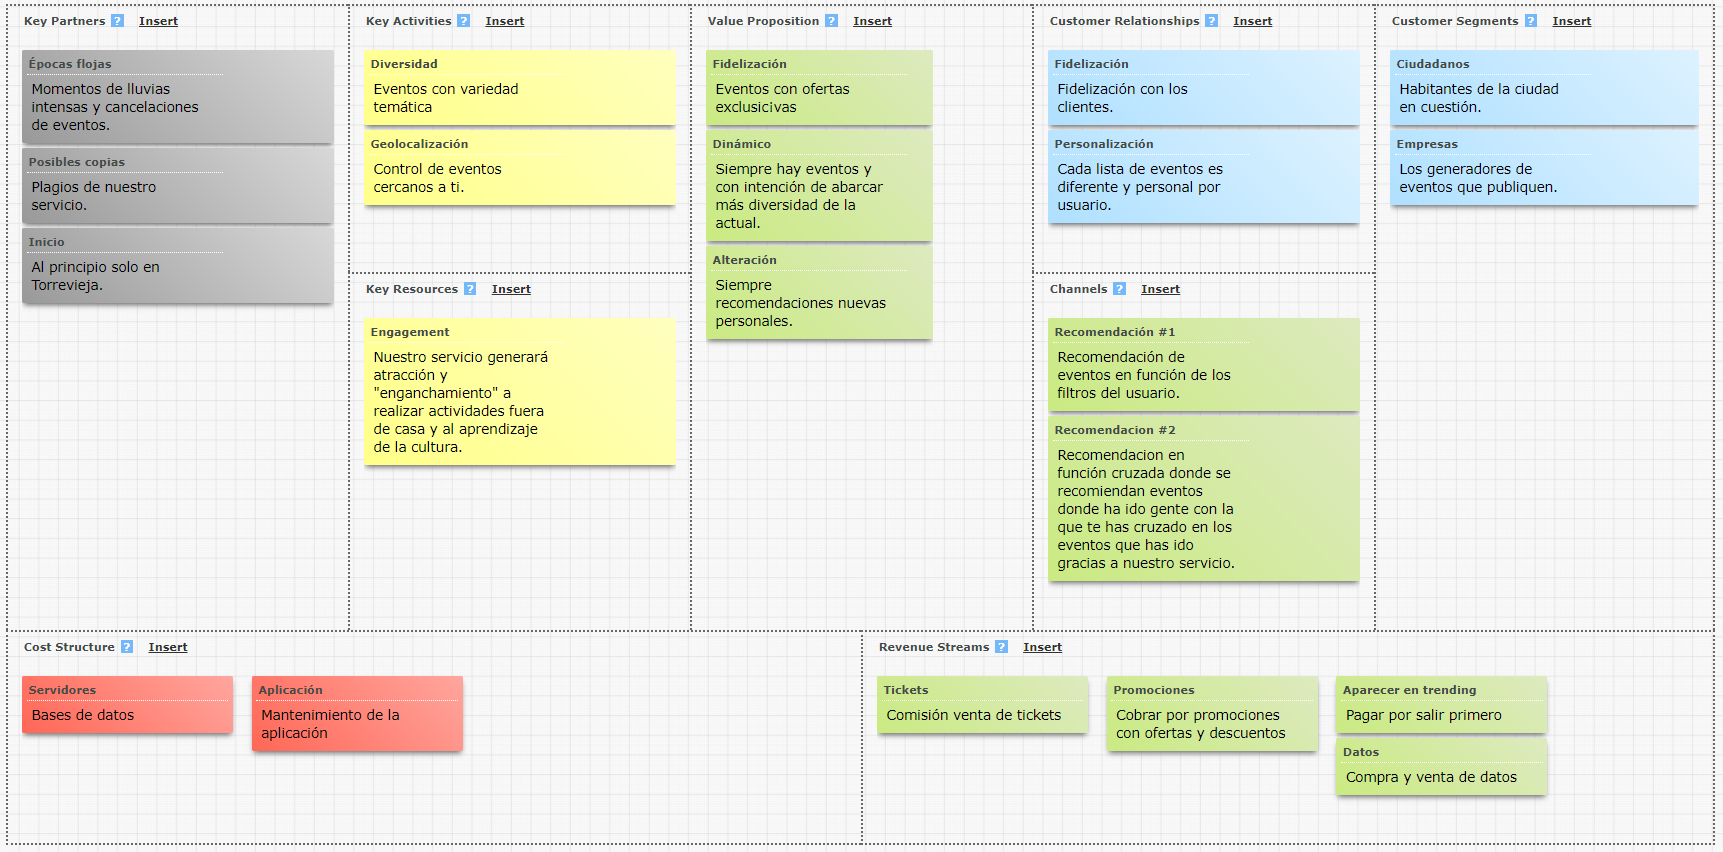 Key Partners ? Insert
Épocas flojas
Momentos de lluvias
intensas y cancelaciones
de eventos.
Posibles copias
Plagios de nuestro
servicio.
Inicio
Al principio solo en
Torrevieja.
Key Activities ? Insert
Diversidad
Eventos con variedad
temática
Geolocalización
Control de eventos
cercanos a ti.
Key Resources ? Insert
Engagement
Nuestro servicio generará
atracción y
"enganchamiento" a
realizar actividades fuera
de casa y al aprendizaje
de la cultura.
Value Proposition ? Insert
Fidelización
Eventos con ofertas
exclusicivas
Dinámico
Siempre hay eventos y
con intención de abarcar
más diversidad de la
actual.
Alteración
Siempre
recomendaciones nuevas
personales.
Customer Relationships ? Insert
Fidelización
Fidelización con los
clientes.
Personalización
Cada lista de eventos es
diferente y personal por
usuario.
Channels ? Insert
Recomendación #1
Recomendación de
eventos en función de los
filtros del usuario.
Recomendacion #2
Recomendacion en
función cruzada donde se
recomiendan eventos
donde ha ido gente con la
que te has cruzado en los
eventos que has ido
gracias a nuestro servicio.
Customer Segments ? Insert
Ciudadanos
Habitantes de la ciudad
en cuestión.
Empresas
Los generadores de
eventos que publiquen.
Cost Structure ? Insert
Servidores
Bases de datos
Aplicación
Mantenimiento de la
aplicación
Revenue Streams ? Insert
Tickets
Comisión venta de tickets
Promociones
Cobrar por promociones
con ofertas y descuentos
Aparecer en trending
Pagar por salir primero
Datos
Compra y venta de datos